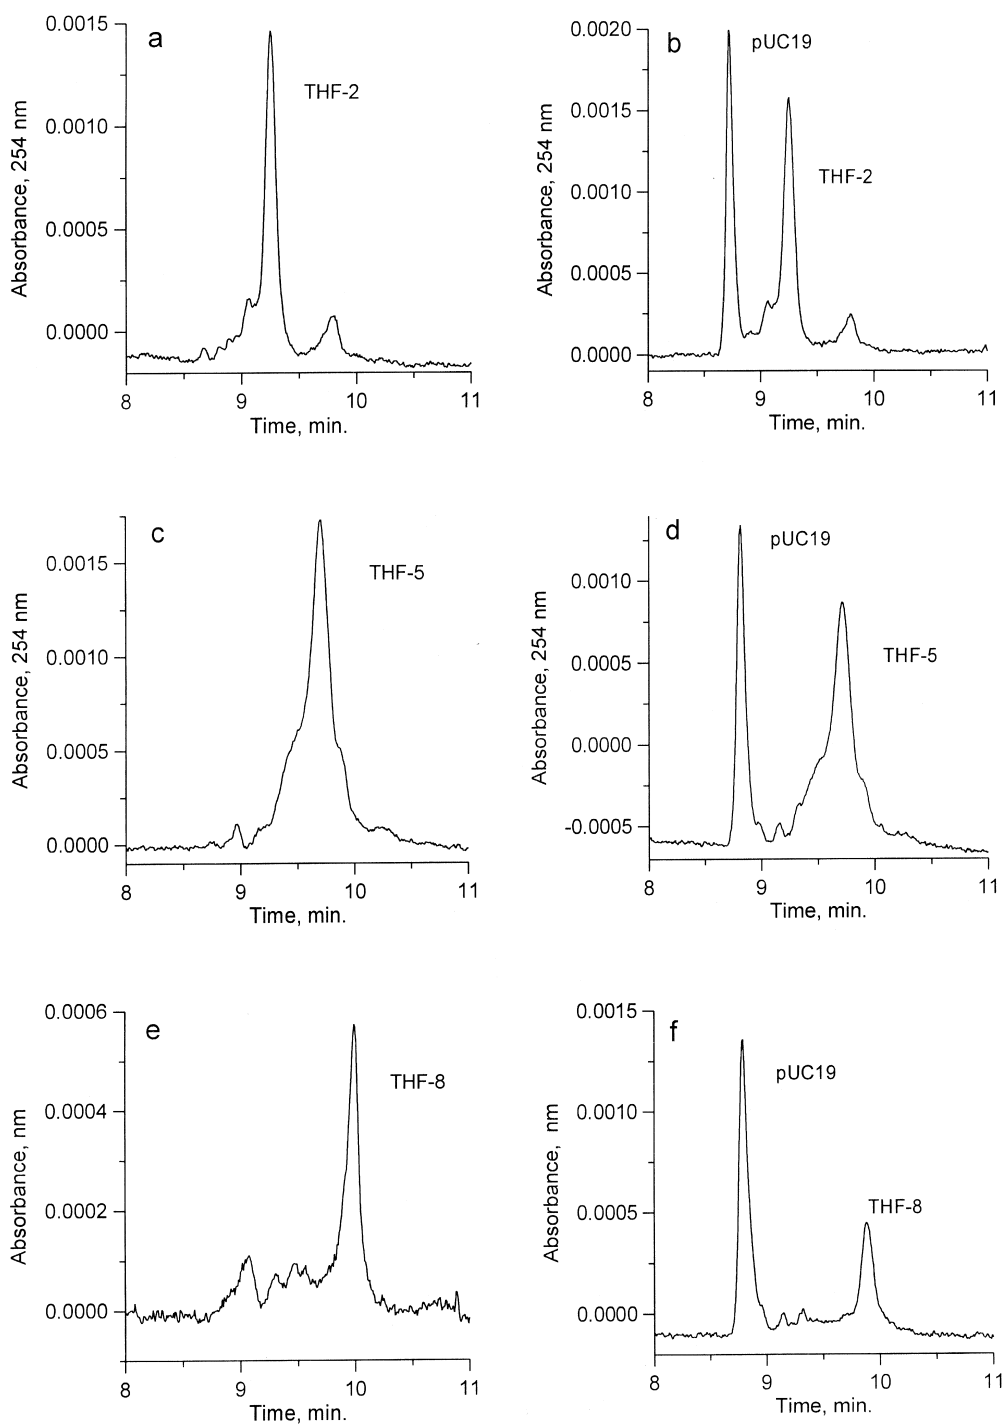 a
THF-2
Absorbance, 254 nm
0.0015
0.0010
0.0005
0.0000
8 9 10 11
Time, min.
b
pUC19
THF-2
Absorbance, 254 nm
0.0020
0.0015
0.0010
0.0005
0.0000
8 9 10 11
Time, min.
c
THF-5
Absorbance, 254 nm
0.0015
0.0010
0.0005
0.0000
8 9 10 11
Time, min.
d
pUC19
THF-5
Absorbance, 254 nm
0.0010
0.0005
0.0000
-0.0005
8 9 10 11
Time, min.
e
THF-8
Absorbance, nm
0.0006
0.0004
0.0002
0.0000
8 9 10 11
Time, min.
f
pUC19
THF-8
Absorbance, nm
0.0015
0.0010
0.0005
0.0000
8 9 10 11
Time, min.